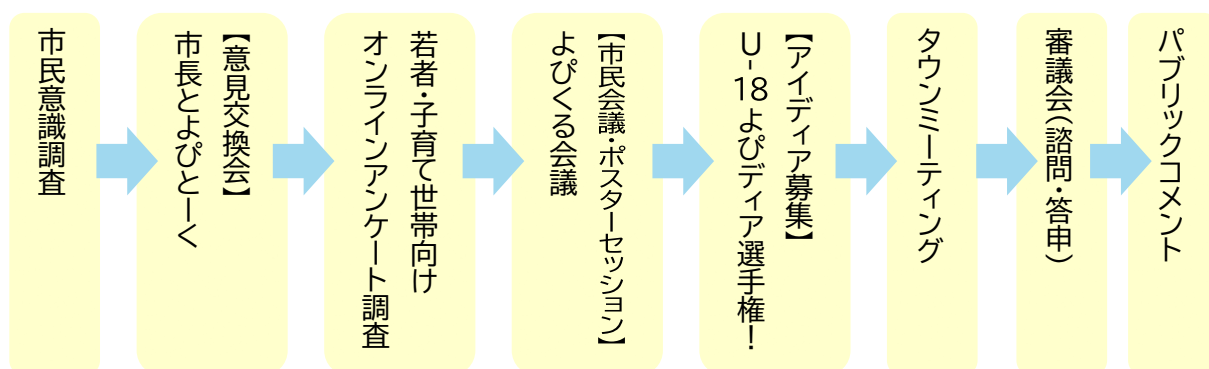 市民意識調査
【意見交換会】
市長とよぴとーく
若者・子育て世帯向け
オンラインアンケート調査
【市民会議・ポスターセッション】
よぴくる会議
【アイディア募集】
U-18よぴディア選手権！
タウンミーティング
審議会（諮問・答申）
パブリックコメント